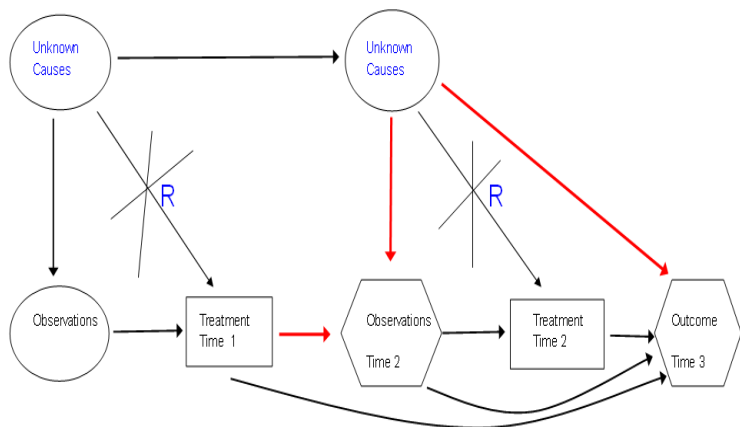 Unknown
Causes
Unknown
Causes
R
R
Observations
Treatment
Time 1
Observations
Time 2
Treatment
Time 2
Outcome
Time 3